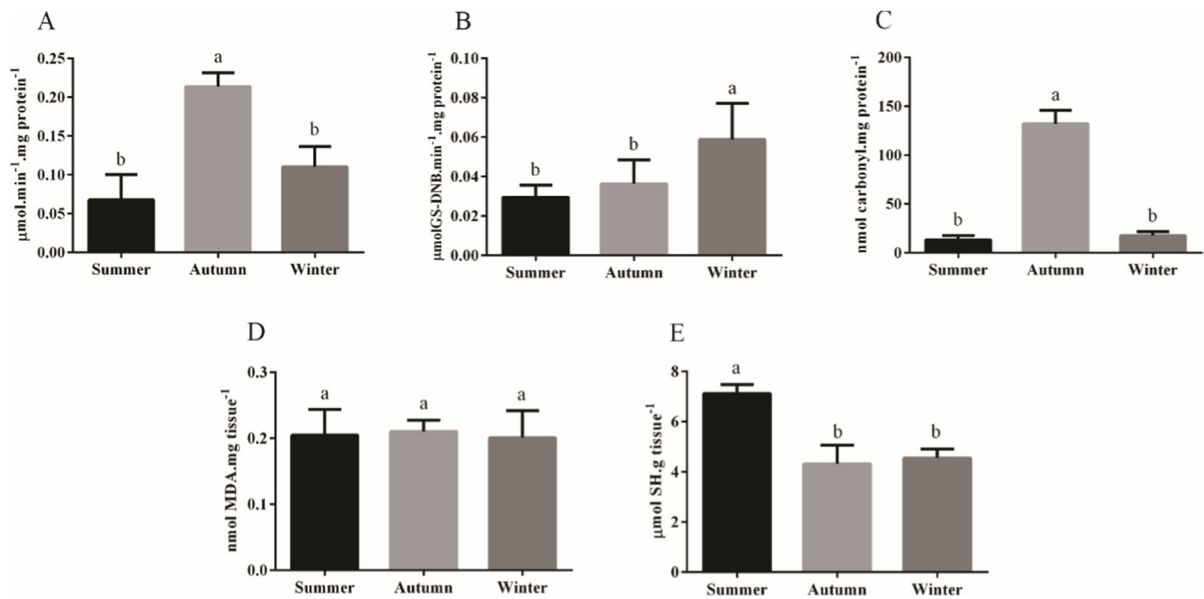 A
μmol.min⁻¹.mg protein⁻¹
0.25
0.20
0.15
0.10
0.05
0.00
b
a
b
Summer Autumn Winter
B
μmolGS-DNB.min⁻¹.mg protein⁻¹
0.10
0.08
0.06
0.04
0.02
0.00
b
b
a
Summer Autumn Winter
C
nmol carbonyl.mg protein⁻¹
200
150
100
50
0
b
a
b
Summer Autumn Winter
D
nmol MDA.mg tissue⁻¹
0.3
0.2
0.1
0.0
a
a
a
Summer Autumn Winter
E
μmol SH.g tissue⁻¹
8
6
4
2
0
a
b
b
Summer Autumn Winter